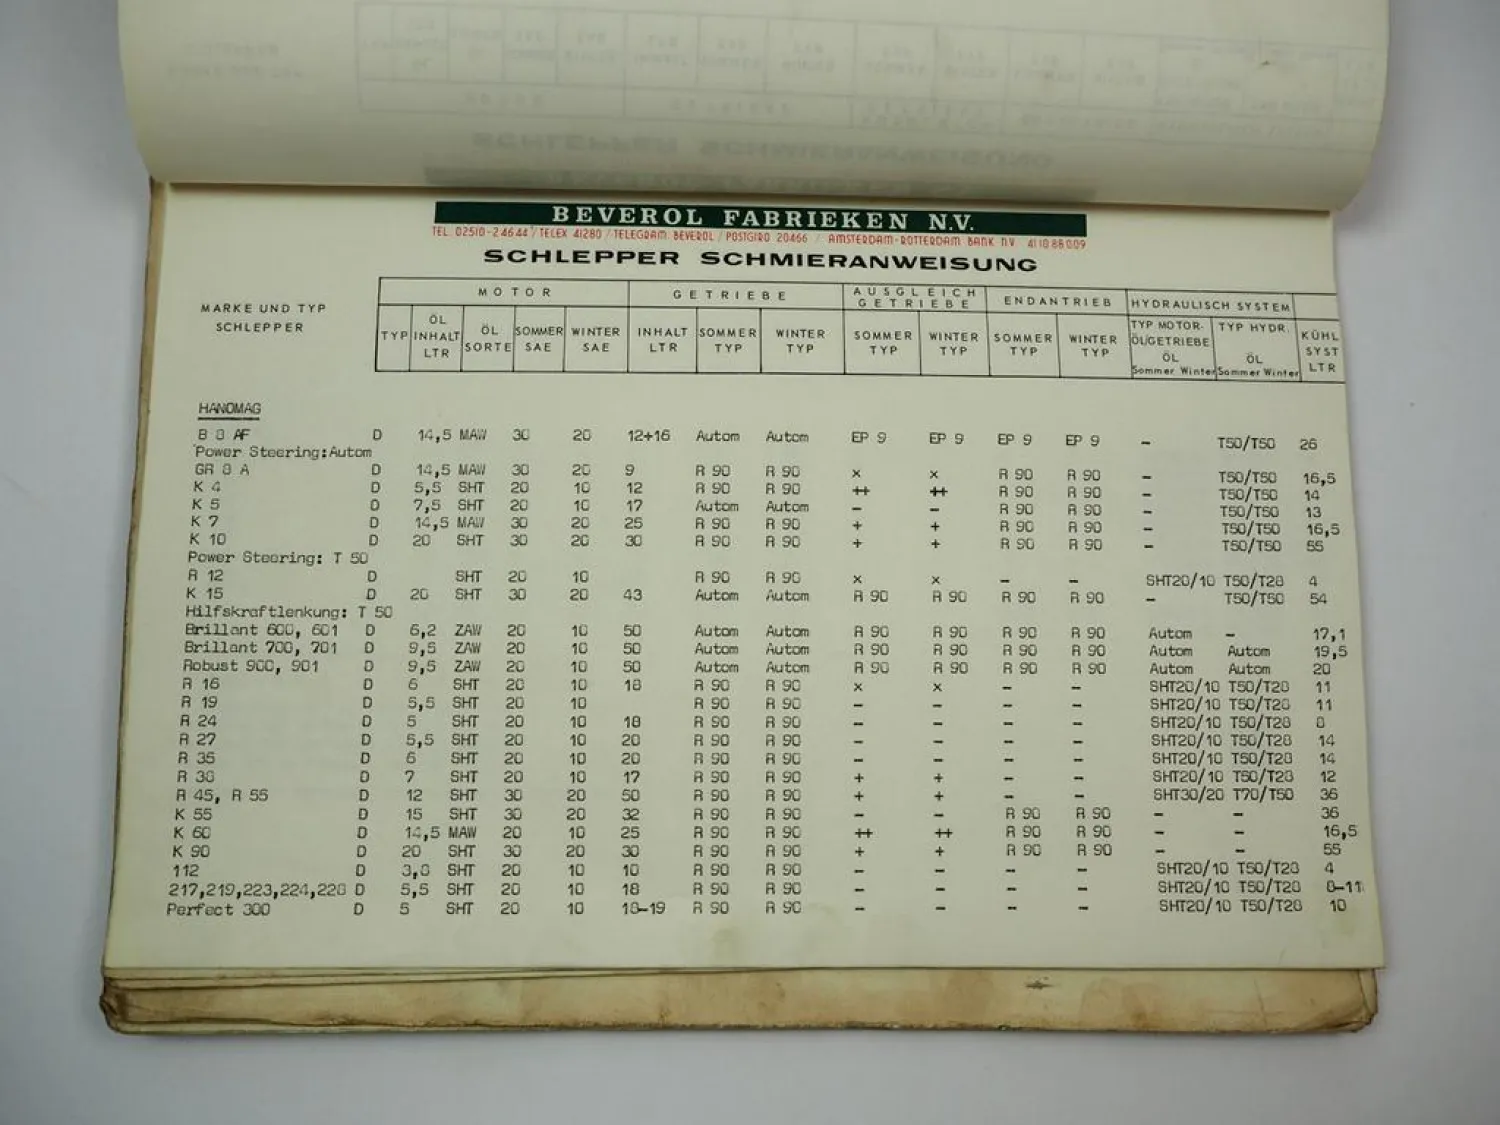 BEVEROL FABRIEKEN N.V.
TEL. 02510-24644 / TELEX 41280 / TELEGRAM. BEVEROL / POSTGIRO 20466 / AMSTERDAM-ROTTERDAM BANK N.V. 41 10 88 009
SCHLEPPER SCHMIERANWEISUNG
MARKE UND TYP SCHLEPPER
MOTOR GETRIEBE AUSGLEICH GETRIEBE ENDANTRIEB HYDRAULISCH SYSTEM
TYP ÖL INHALT LTR ÖL SORTE SOMMER SAE WINTER SAE INHALT LTR SOMMER TYP WINTER TYP SOMMER TYP WINTER TYP SOMMER TYP WINTER TYP TYP MOTOR- ÖL/GETRIEBE ÖL Sommer Winter TYP HYDR. ÖL Sommer Winter KÜHL SYST LTR
HANOMAG
B 8 AF D 14,5 MAW 30 20 12+16 Autom Autom EP 9 EP 9 EP 9 EP 9 - T50/T50 26
Power Steering:Autom
GR 8 A D 14,5 MAW 30 20 9 R 90 R 90 x x R 90 R 90 - T50/T50 16,5
K 4 D 5,5 SHT 20 10 12 R 90 R 90 ++ ++ R 90 R 90 - T50/T50 14
K 5 D 7,5 SHT 20 10 17 Autom Autom - - R 90 R 90 - T50/T50 13
K 7 D 14,5 MAW 30 20 25 R 90 R 90 + + R 90 R 90 - T50/T50 16,5
K 10 D 20 SHT 30 20 30 R 90 R 90 + + R 90 R 90 - T50/T50 55
Power Steering: T 50
R 12 D SHT 20 10 R 90 R 90 x x - - SHT20/10 T50/T20 4
K 15 D 20 SHT 30 20 43 Autom Autom R 90 R 90 R 90 R 90 - T50/T50 54
Hilfskraftlenkung: T 50
Brillant 600, 601 D 6,2 ZAW 20 10 50 Autom Autom R 90 R 90 R 90 R 90 Autom - 17,1
Brillant 700, 701 D 9,5 ZAW 20 10 50 Autom Autom R 90 R 90 R 90 R 90 Autom Autom 19,5
Robust 900, 901 D 9,5 ZAW 20 10 50 Autom Autom R 90 R 90 R 90 R 90 Autom Autom 20
R 16 D 6 SHT 20 10 18 R 90 R 90 x x - - SHT20/10 T50/T20 11
R 19 D 5,5 SHT 20 10 R 90 R 90 - - - - SHT20/10 T50/T20 11
R 24 D 5 SHT 20 10 18 R 90 R 90 - - - - SHT20/10 T50/T20 8
R 27 D 5,5 SHT 20 10 20 R 90 R 90 - - - - SHT20/10 T50/T20 14
R 35 D 6 SHT 20 10 20 R 90 R 90 - - - - SHT20/10 T50/T20 14
R 38 D 7 SHT 20 10 17 R 90 R 90 + + - - SHT20/10 T50/T20 12
R 45, R 55 D 12 SHT 30 20 50 R 90 R 90 + + - - SHT30/20 T70/T50 36
K 55 D 15 SHT 30 20 32 R 90 R 90 - - R 90 R 90 - - 36
K 60 D 14,5 MAW 20 10 25 R 90 R 90 ++ ++ R 90 R 90 - - 16,5
K 90 D 20 SHT 30 20 30 R 90 R 90 + + R 90 R 90 - - 55
112 D 3,8 SHT 20 10 10 R 90 R 90 - - - - SHT20/10 T50/T20 4
217,219,223,224,228 D 5,5 SHT 20 10 18 R 90 R 90 - - - - SHT20/10 T50/T20 8-11
Perfect 300 D 5 SHT 20 10 18-19 R 90 R 90 - - - - SHT20/10 T50/T20 10